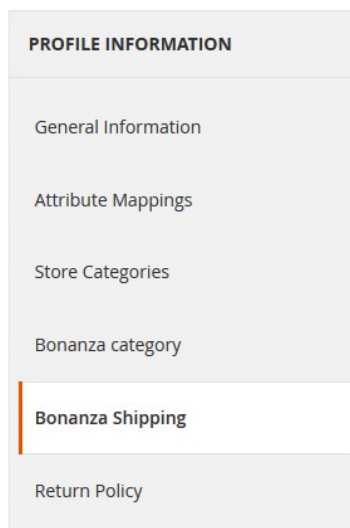 PROFILE INFORMATION
General Information
Attribute Mappings
Store Categories
Bonanza category
Bonanza Shipping
Return Policy